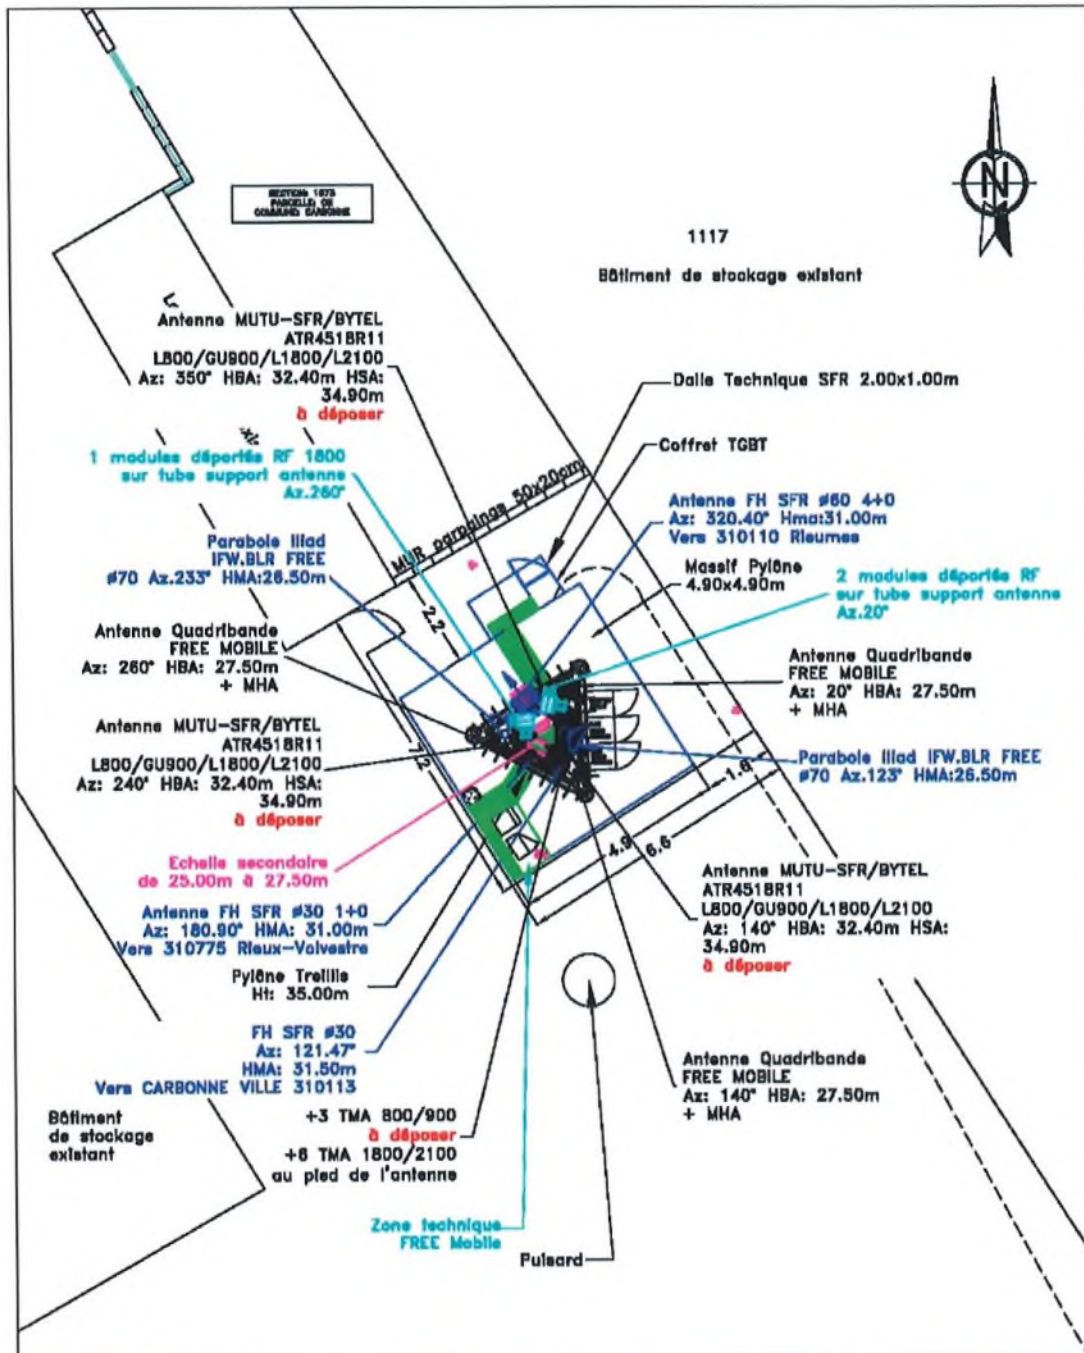 SECTION: 1073
PARCELLE: OE
COMMUNE: CARBONNE
1117
Bâtiment de stockage existant
N
Antenne MUTU-SFR/BYTEL
ATR4518R11
L800/GU900/L1800/L2100
Az: 350° HBA: 32.40m HSA:
34.90m
à déposer
Dalle Technique SFR 2.00x1.00m
Coffret TGBT
1 modules déportés RF 1800
sur tube support antenne
Az.260°
MUR parpaings 50x20cm
Antenne FH SFR ø60 4+0
Az: 320.40° Hma:31.00m
Vers 310110 Rieumes
Parabole Iliad
IFW.BLR FREE
ø70 Az.233° HMA:26.50m
Massif Pylône
4.90x4.90m
2 modules déportés RF
sur tube support antenne
Az.20°
2.2
Antenne Quadribande
FREE MOBILE
Az: 260° HBA: 27.50m
+ MHA
Antenne Quadribande
FREE MOBILE
Az: 20° HBA: 27.50m
+ MHA
Antenne MUTU-SFR/BYTEL
ATR4518R11
L800/GU900/L1800/L2100
Az: 240° HBA: 32.40m HSA:
34.90m
à déposer
7.2
Parabole Iliad IFW.BLR FREE
ø70 Az.123° HMA:26.50m
1.6
4.9
6.6
Echelle secondaire
de 25.00m à 27.50m
Antenne MUTU-SFR/BYTEL
ATR4518R11
L800/GU900/L1800/L2100
Az: 140° HBA: 32.40m HSA:
34.90m
à déposer
Antenne FH SFR ø30 1+0
Az: 180.90° HMA: 31.00m
Vers 310775 Rieux-Volvestre
Pylône Treillis
Ht: 35.00m
FH SFR ø30
Az: 121.47°
HMA: 31.50m
Vers CARBONNE VILLE 310113
Antenne Quadribande
FREE MOBILE
Az: 140° HBA: 27.50m
+ MHA
Bâtiment
de stockage
existant
+3 TMA 800/900
à déposer
+6 TMA 1800/2100
au pied de l'antenne
Zone technique
FREE Mobile
Puisard